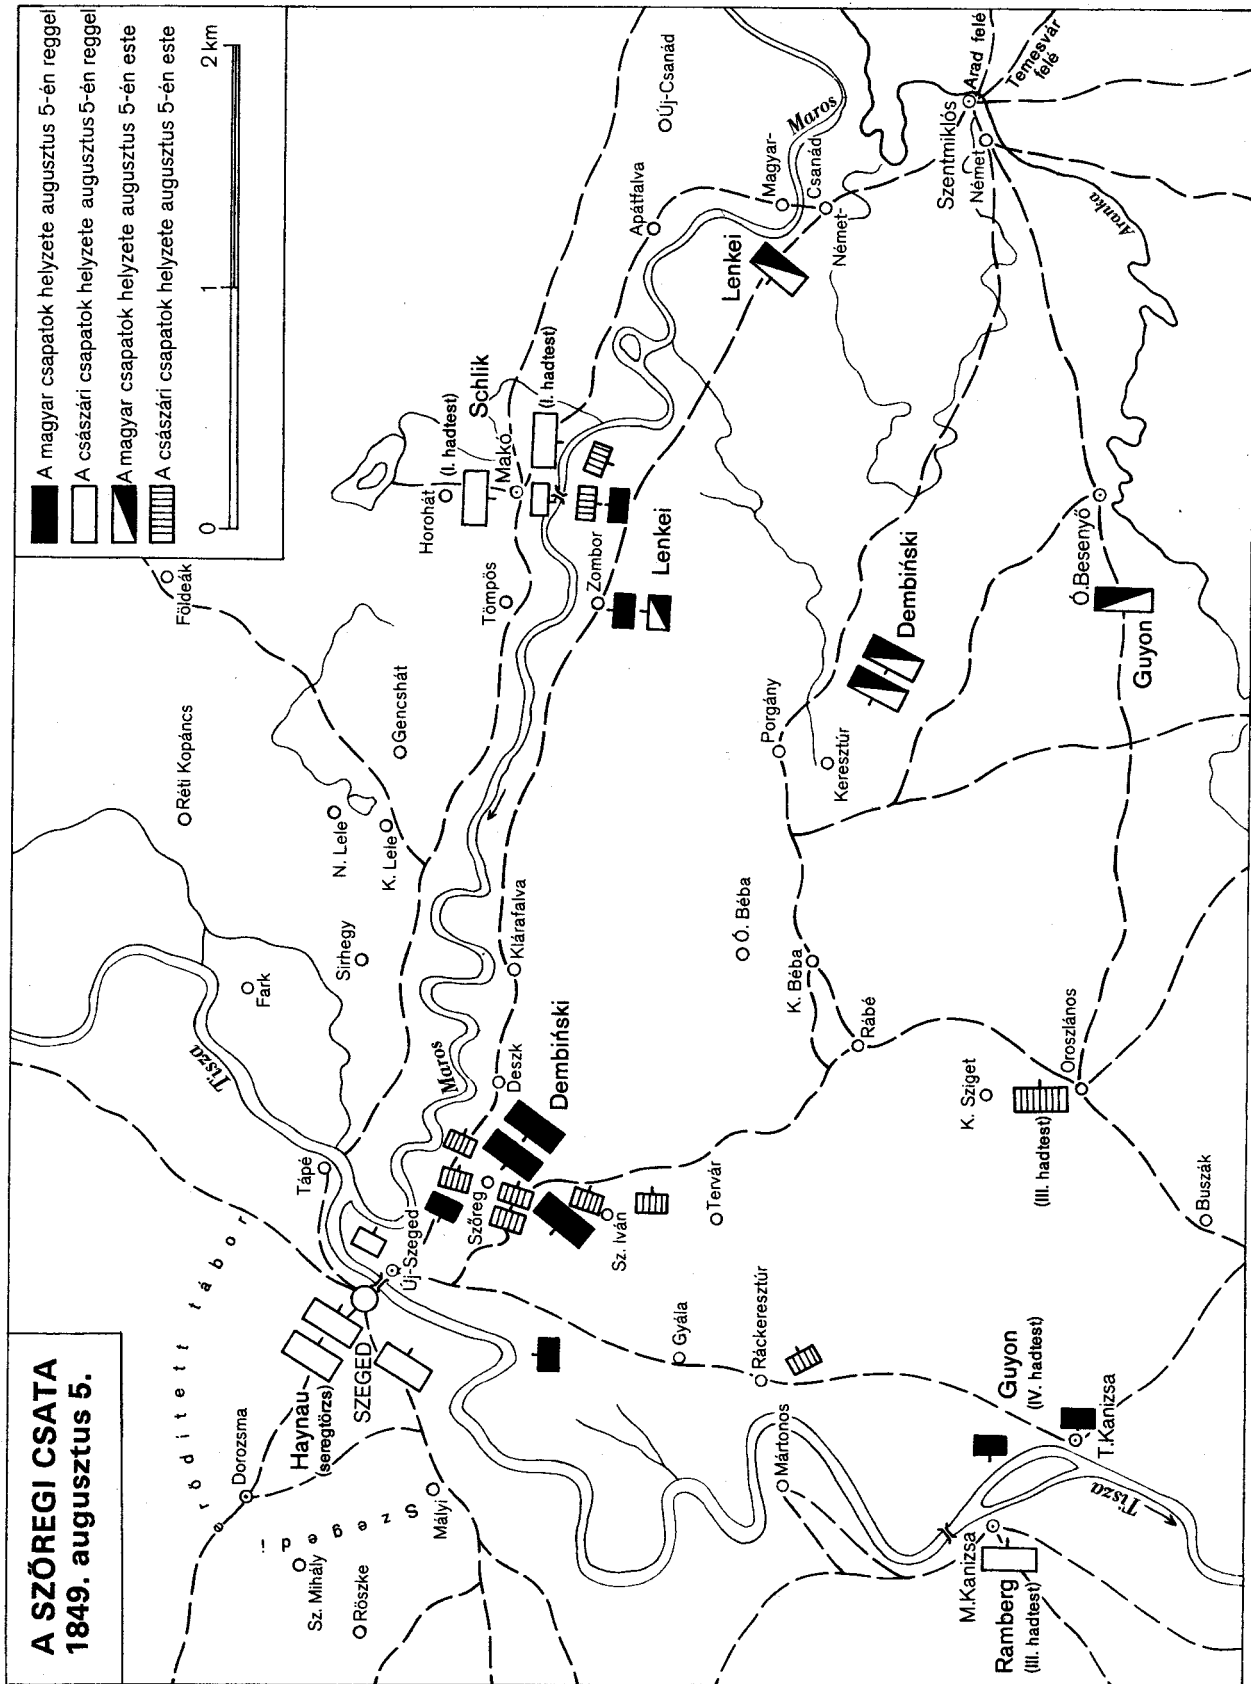 A SZŐREGI CSATA
1849. augusztus 5.
A magyar csapatok helyzete augusztus 5-én reggel
A császári csapatok helyzete augusztus 5-én reggel
A magyar csapatok helyzete augusztus 5-én este
A császári csapatok helyzete augusztus 5-én este
0
1
2 km
Szegedi
erődített tábor
Dorozsma
Sz. Mihály
Röszke
Mályi
Haynau
(seregtörzs)
SZEGED
Új-Szeged
Tápé
Tisza
Fark
Sirhegy
Réti Kopáncs
N. Lele
K. Lele
Gencshát
Földeák
Tömpös
Horohát
(I. hadtest)
Makó
Schlik
(I. hadtest)
Apátfalva
Új-Csanád
Maros
Magyar-
Csanád
Német-
Lenkei
Szentmiklós
Német
Arad felé
Temesvár
felé
Aranka
Maros
Szőreg
Deszk
Klárafalva
Zombor
Lenkei
Dembiński
Sz. Iván
Tervár
Gyála
Ráckeresztúr
Ó. Béba
K. Béba
Rábé
Porgány
Keresztúr
Dembiński
Ó.Besenyő
Guyon
K. Sziget
Oroszlános
(III. hadtest)
Buszák
Mártonos
Guyon
(IV. hadtest)
T.Kanizsa
Tisza
M.Kanizsa
Ramberg
(III. hadtest)